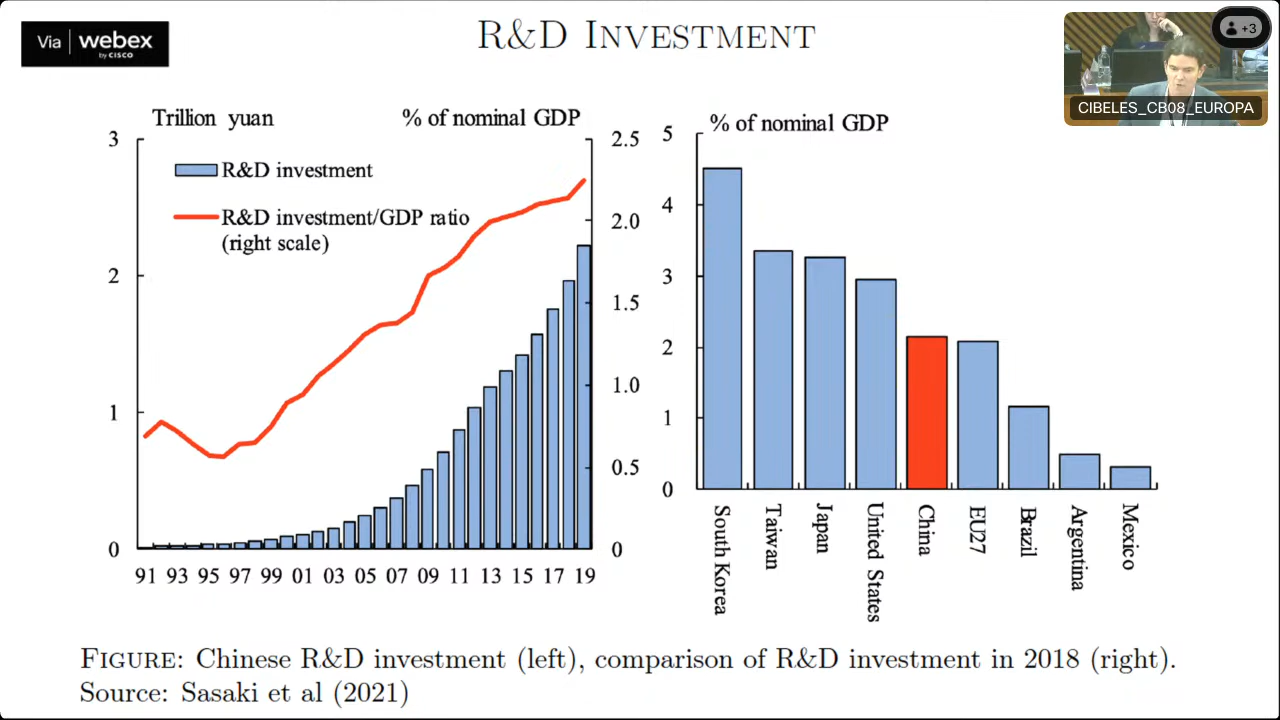 Via webex
by CISCO
R&D INVESTMENT
+3
CIBELES_CB08_EUROPA
Trillion yuan
% of nominal GDP
3
2
1
0
R&D investment
R&D investment/GDP ratio
(right scale)
2.5
2.0
1.5
1.0
0.5
0
91 93 95 97 99 01 03 05 07 09 11 13 15 17 19
% of nominal GDP
5
4
3
2
1
0
South Korea
Taiwan
Japan
United States
China
EU27
Brazil
Argentina
Mexico
FIGURE: Chinese R&D investment (left), comparison of R&D investment in 2018 (right).
Source: Sasaki et al (2021)